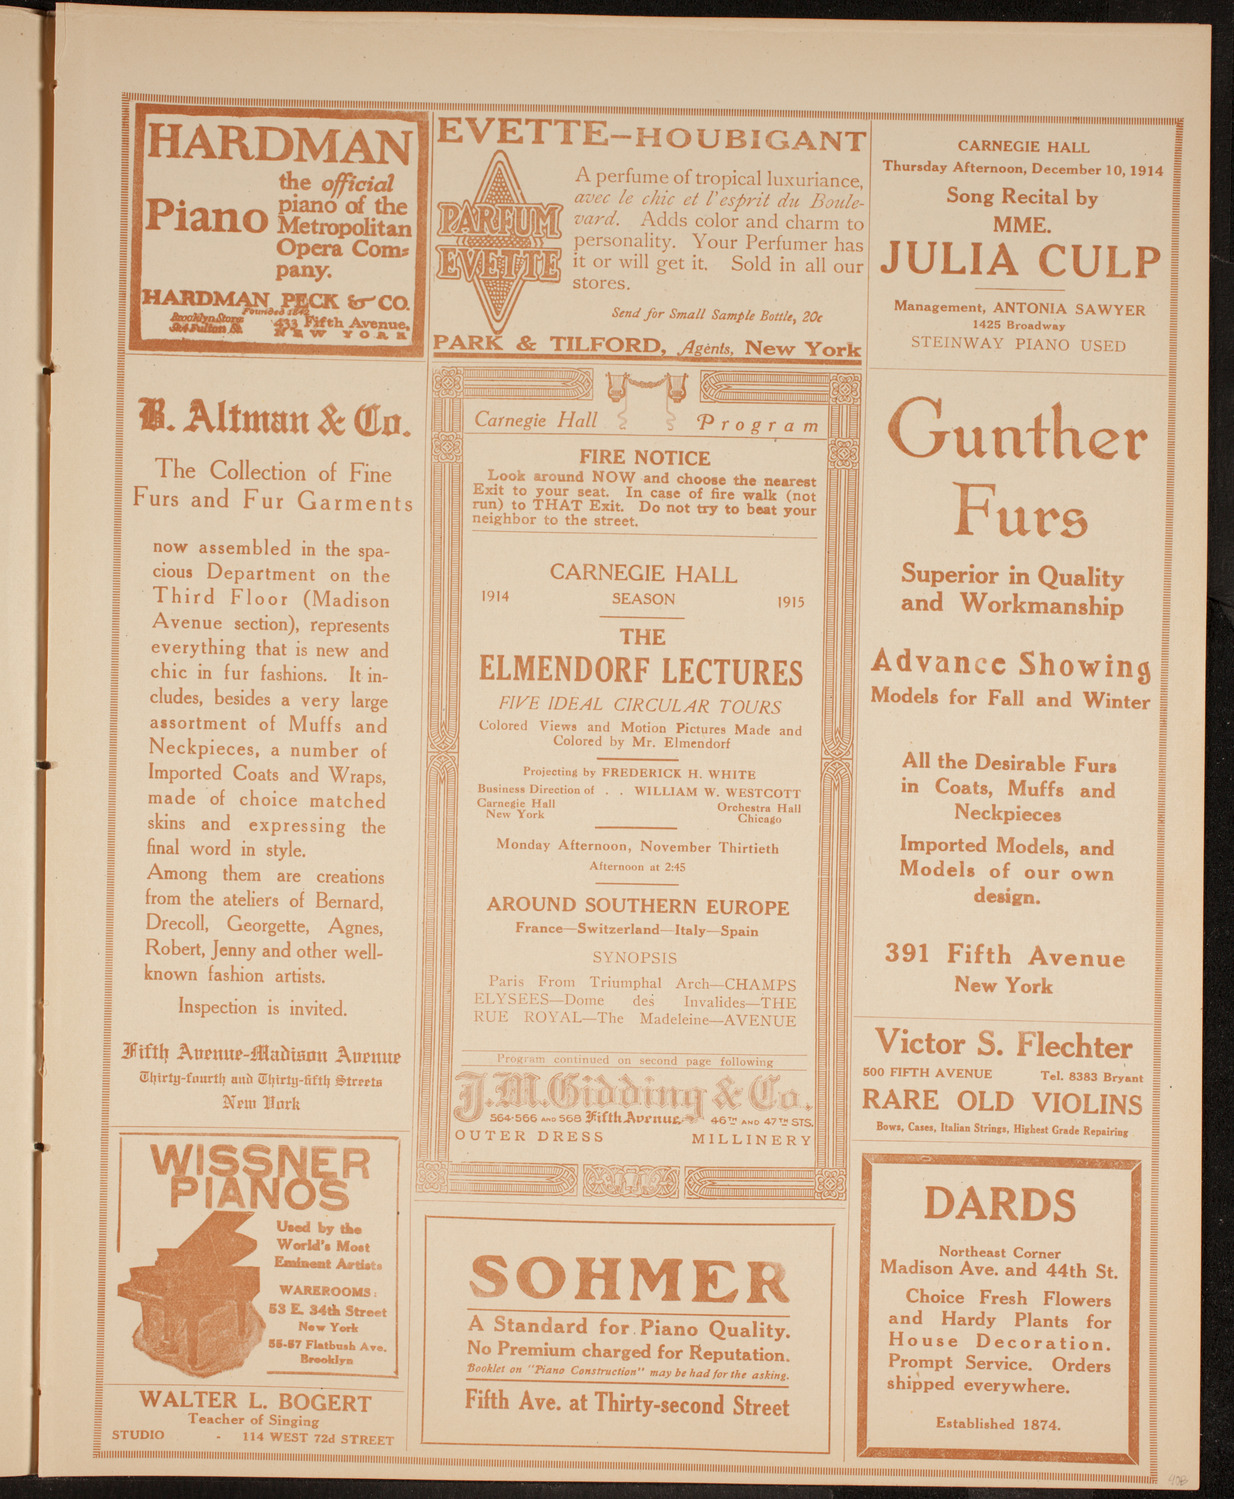 HARDMAN
Piano
the official
piano of the
Metropolitan
Opera Com-
pany.
HARDMAN PECK & CO.
Founded 1842
Brooklyn Store
524 Fulton St.
433 Fifth Avenue,
NEW YORK
B. Altman & Co.
The Collection of Fine
Furs and Fur Garments
now assembled in the spa-
cious Department on the
Third Floor (Madison
Avenue section), represents
everything that is new and
chic in fur fashions. It in-
cludes, besides a very large
assortment of Muffs and
Neckpieces, a number of
Imported Coats and Wraps,
made of choice matched
skins and expressing the
final word in style.
Among them are creations
from the ateliers of Bernard,
Drecoll, Georgette, Agnes,
Robert, Jenny and other well-
known fashion artists.
Inspection is invited.
Fifth Avenue-Madison Avenue
Thirty-fourth and Thirty-fifth Streets
New York
WISSNER
PIANOS
Used by the
World's Most
Eminent Artists
WAREROOMS:
53 E. 34th Street
New York
55-57 Flatbush Ave.
Brooklyn
WALTER L. BOGERT
Teacher of Singing
STUDIO - 114 WEST 72d STREET
EVETTE-HOUBIGANT
PARFUM
EVETTE
A perfume of tropical luxuriance,
avec le chic et l'esprit du Boule-
vard. Adds color and charm to
personality. Your Perfumer has
it or will get it. Sold in all our
stores.
Send for Small Sample Bottle, 20c
PARK & TILFORD, Agents, New York
Carnegie Hall Program
FIRE NOTICE
Look around NOW and choose the nearest
Exit to your seat. In case of fire walk (not
run) to THAT Exit. Do not try to beat your
neighbor to the street.
CARNEGIE HALL
1914 SEASON 1915
THE
ELMENDORF LECTURES
FIVE IDEAL CIRCULAR TOURS
Colored Views and Motion Pictures Made and
Colored by Mr. Elmendorf
Projecting by FREDERICK H. WHITE
Business Direction of . . WILLIAM W. WESTCOTT
Carnegie Hall Orchestra Hall
New York Chicago
Monday Afternoon, November Thirtieth
Afternoon at 2:45
AROUND SOUTHERN EUROPE
France—Switzerland—Italy—Spain
SYNOPSIS
Paris From Triumphal Arch—CHAMPS
ELYSEES—Dome des Invalides—THE
RUE ROYAL—The Madeleine—AVENUE
Program continued on second page following
J.M. Gidding & Co.
564-566 AND 568 Fifth Avenue 46TH AND 47TH STS.
OUTER DRESS MILLINERY
SOHMER
A Standard for Piano Quality.
No Premium charged for Reputation.
Booklet on "Piano Construction" may be had for the asking.
Fifth Ave. at Thirty-second Street
CARNEGIE HALL
Thursday Afternoon, December 10, 1914
Song Recital by
MME.
JULIA CULP
Management, ANTONIA SAWYER
1425 Broadway
STEINWAY PIANO USED
Gunther
Furs
Superior in Quality
and Workmanship
Advance Showing
Models for Fall and Winter
All the Desirable Furs
in Coats, Muffs and
Neckpieces
Imported Models, and
Models of our own
design.
391 Fifth Avenue
New York
Victor S. Flechter
500 FIFTH AVENUE Tel. 8383 Bryant
RARE OLD VIOLINS
Bows, Cases, Italian Strings, Highest Grade Repairing
DARDS
Northeast Corner
Madison Ave. and 44th St.
Choice Fresh Flowers
and Hardy Plants for
House Decoration.
Prompt Service. Orders
shipped everywhere.
Established 1874.